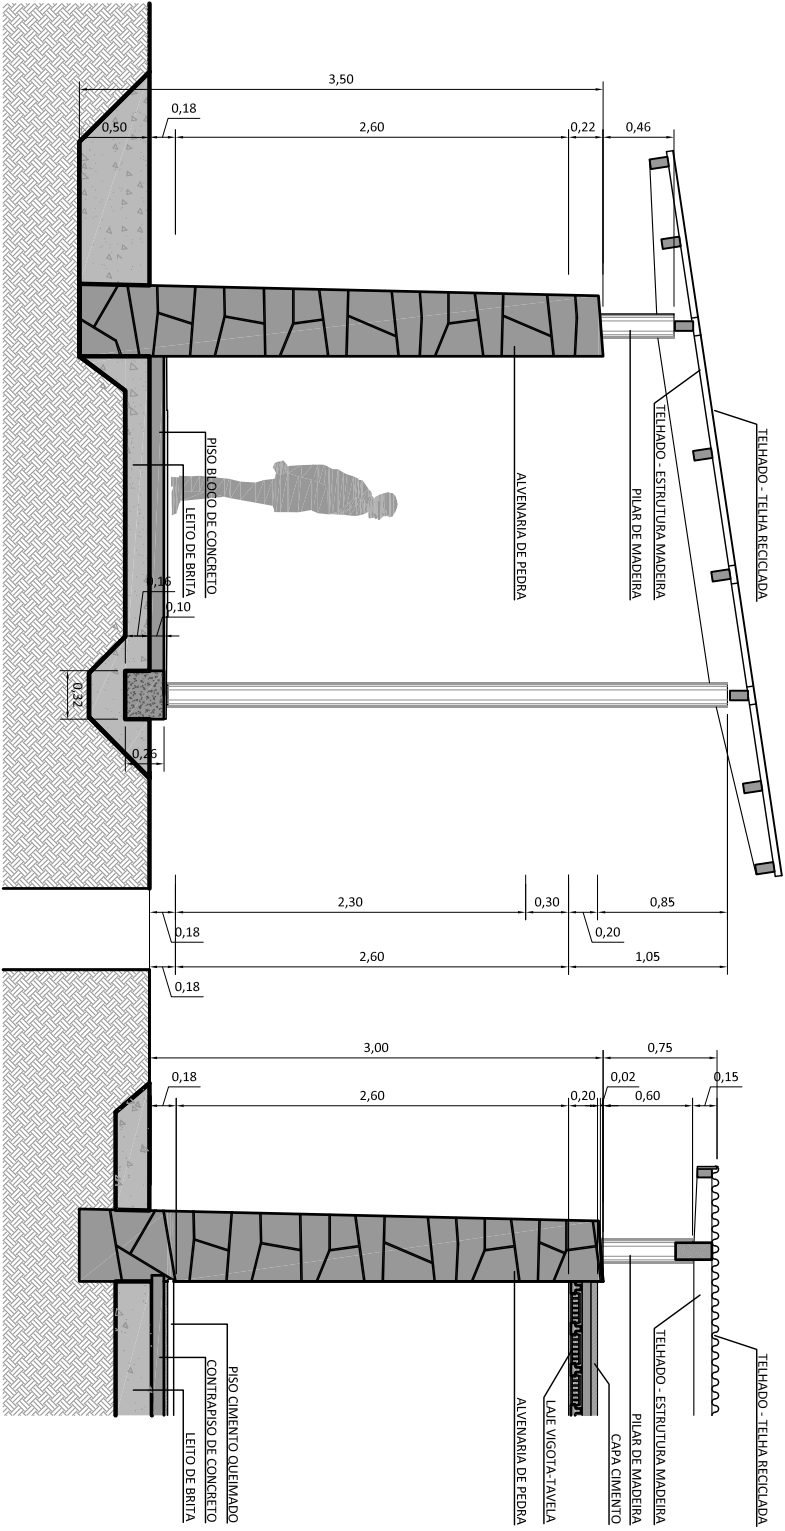 3,50
0,18
0,50
2,60
0,22
0,46
TELHADO - TELHA RECICLADA
TELHADO - ESTRUTURA MADEIRA
PILAR DE MADEIRA
ALVENARIA DE PEDRA
PISO BLOCO DE CONCRETO
LEITO DE BRITA
0,16
0,10
0,32
0,26
2,30
0,30
0,85
0,18
0,20
2,60
1,05
0,18
3,00
0,75
0,18
0,02
0,15
2,60
0,20
0,60
TELHADO - TELHA RECICLADA
TELHADO - ESTRUTURA MADEIRA
PILAR DE MADEIRA
CAPA CIMENTO
LAJE VIGOTA-TAVELA
ALVENARIA DE PEDRA
PISO CIMENTO QUEIMADO
CONTRAPISO DE CONCRETO
LEITO DE BRITA